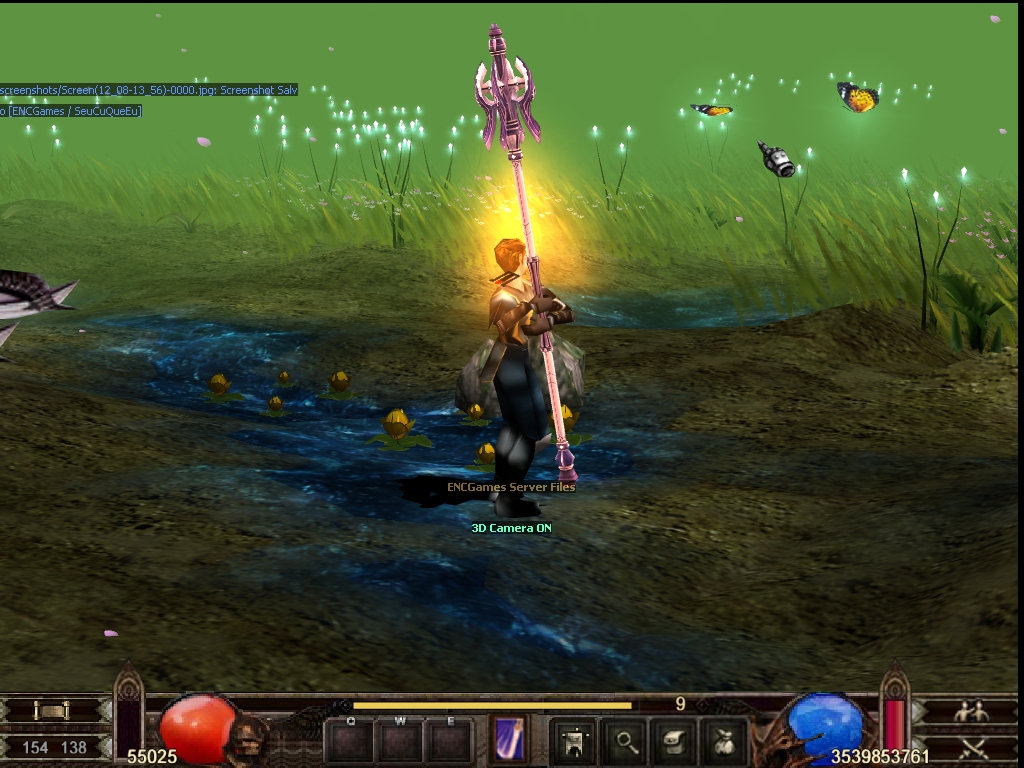 screenshots/Screen(12_08-13_56)-0000.jpg: Screenshot Salv
o [ENCGames / SeuCuQueEu]
ENCGames Server Files
3D Camera ON
9
Q W E
154 138
55025
3539853761